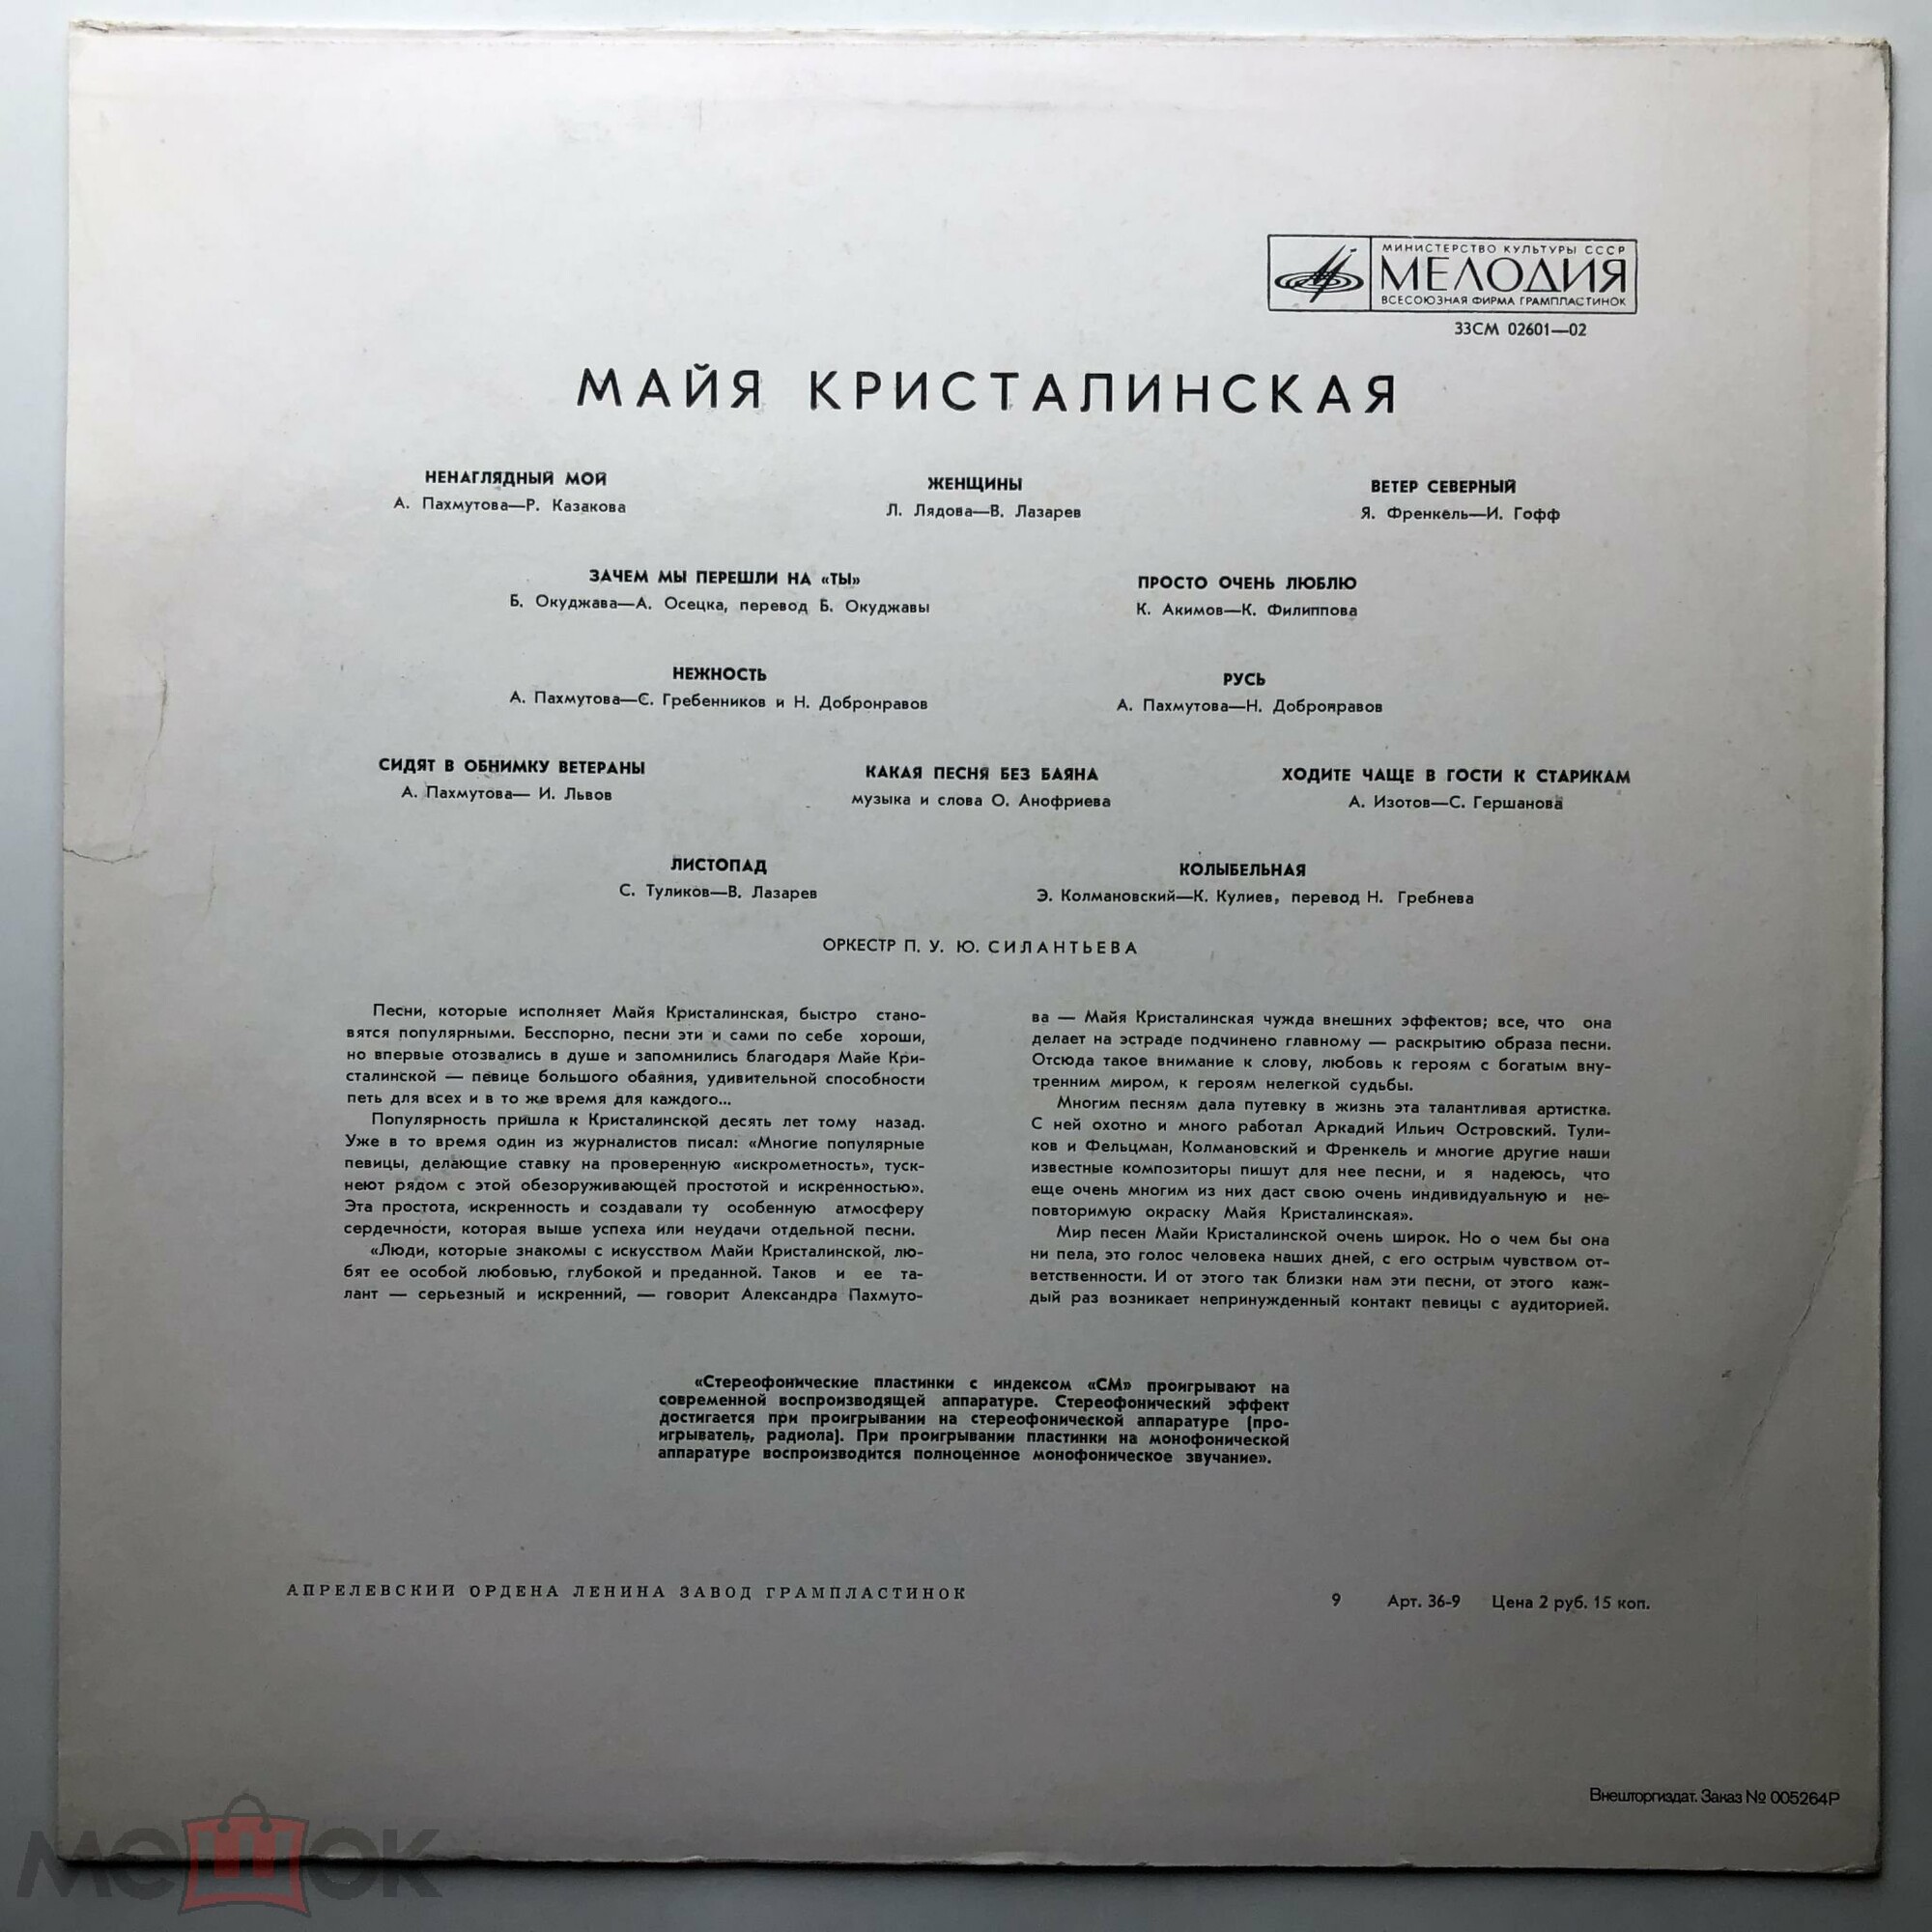 МИНИСТЕРСТВО КУЛЬТУРЫ СССР
МЕЛОДИЯ
ВСЕСОЮЗНАЯ ФИРМА ГРАМПЛАСТИНОК
33СМ 02601—02
МАЙЯ КРИСТАЛИНСКАЯ
НЕНАГЛЯДНЫЙ МОЙ
А. Пахмутова—Р. Казакова
ЖЕНЩИНЫ
Л. Лядова—В. Лазарев
ВЕТЕР СЕВЕРНЫЙ
Я. Френкель—И. Гофф
ЗАЧЕМ МЫ ПЕРЕШЛИ НА «ТЫ»
Б. Окуджава—А. Осецка, перевод Б. Окуджавы
ПРОСТО ОЧЕНЬ ЛЮБЛЮ
К. Акимов—К. Филиппова
НЕЖНОСТЬ
А. Пахмутова—С. Гребенников и Н. Добронравов
РУСЬ
А. Пахмутова—Н. Добронравов
СИДЯТ В ОБНИМКУ ВЕТЕРАНЫ
А. Пахмутова— И. Львов
КАКАЯ ПЕСНЯ БЕЗ БАЯНА
музыка и слова О. Анофриева
ХОДИТЕ ЧАЩЕ В ГОСТИ К СТАРИКАМ
А. Изотов—С. Гершанова
ЛИСТОПАД
С. Туликов—В. Лазарев
КОЛЫБЕЛЬНАЯ
Э. Колмановский—К. Кулиев, перевод Н. Гребнева
ОРКЕСТР П. У. Ю. СИЛАНТЬЕВА
Песни, которые исполняет Майя Кристалинская, быстро стано-
вятся популярными. Бесспорно, песни эти и сами по себе хороши,
но впервые отозвались в душе и запомнились благодаря Майе Кри-
сталинской — певице большого обаяния, удивительной способности
петь для всех и в то же время для каждого...
Популярность пришла к Кристалинской десять лет тому назад.
Уже в то время один из журналистов писал: «Многие популярные
певицы, делающие ставку на проверенную «искрометность», туск-
неют рядом с этой обезоруживающей простотой и искренностью».
Эта простота, искренность и создавали ту особенную атмосферу
сердечности, которая выше успеха или неудачи отдельной песни.
«Люди, которые знакомы с искусством Майи Кристалинской, лю-
бят ее особой любовью, глубокой и преданной. Таков и ее та-
лант — серьезный и искренний, — говорит Александра Пахмуто-
ва — Майя Кристалинская чужда внешних эффектов; все, что она
делает на эстраде подчинено главному — раскрытию образа песни.
Отсюда такое внимание к слову, любовь к героям с богатым вну-
тренним миром, к героям нелегкой судьбы.
Многим песням дала путевку в жизнь эта талантливая артистка.
С ней охотно и много работал Аркадий Ильич Островский. Тули-
ков и Фельцман, Колмановский и Френкель и многие другие наши
известные композиторы пишут для нее песни, и я надеюсь, что
еще очень многим из них даст свою очень индивидуальную и не-
повторимую окраску Майя Кристалинская».
Мир песен Майи Кристалинской очень широк. Но о чем бы она
ни пела, это голос человека наших дней, с его острым чувством от-
ветственности. И от этого так близки нам эти песни, от этого каж-
дый раз возникает непринужденный контакт певицы с аудиторией.
«Стереофонические пластинки с индексом «СМ» проигрывают на
современной воспроизводящей аппаратуре. Стереофонический эффект
достигается при проигрывании на стереофонической аппаратуре (про-
игрыватель, радиола). При проигрывании пластинки на монофонической
аппаратуре воспроизводится полноценное монофоническое звучание».
АПРЕЛЕВСКИЙ ОРДЕНА ЛЕНИНА ЗАВОД ГРАМПЛАСТИНОК
9 Арт. 36-9 Цена 2 руб. 15 коп.
Внешторгиздат. Заказ № 005264Р
мешок